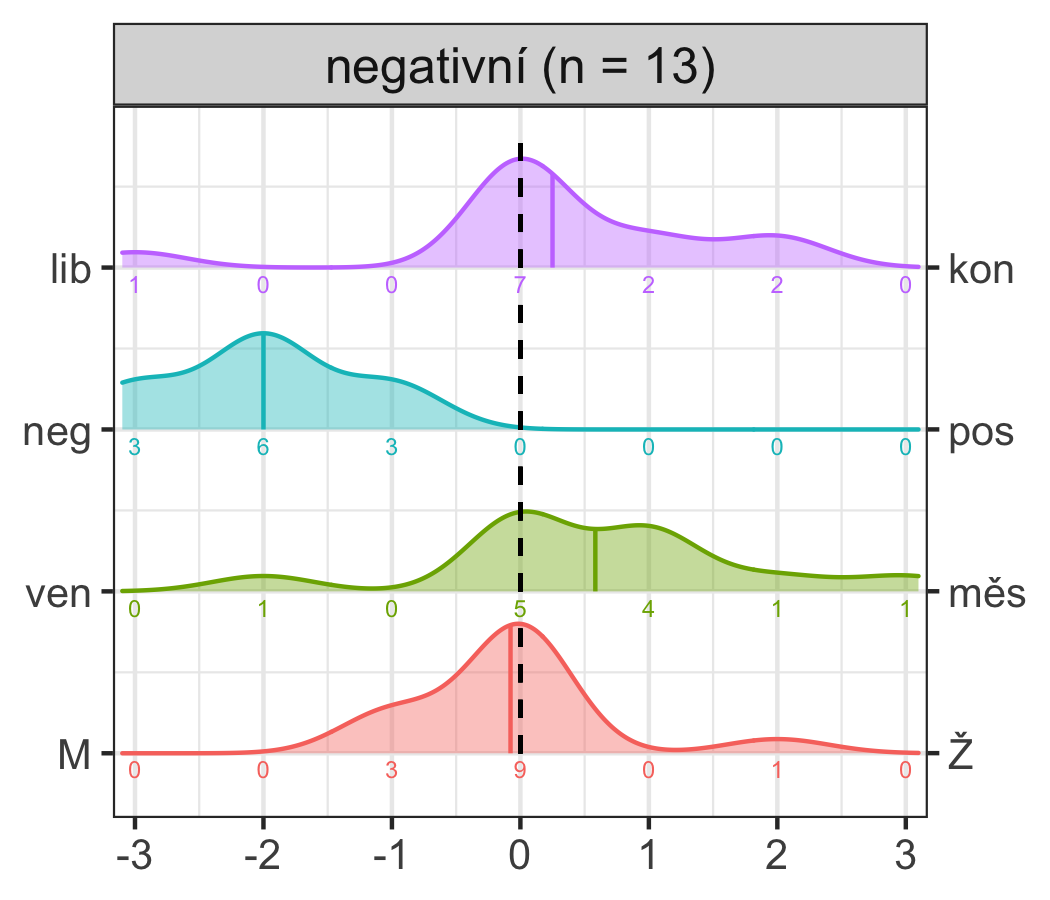 negativní (n = 13)
lib kon
1 0 0 7 2 2 0
neg pos
3 6 3 0 0 0 0
ven měs
0 1 0 5 4 1 1
M Ž
0 0 3 9 0 1 0
-3 -2 -1 0 1 2 3